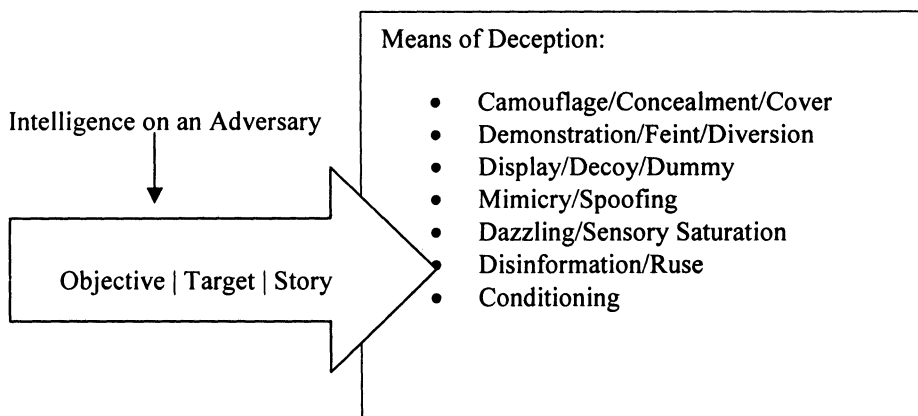 Means of Deception:
• Camouflage/Concealment/Cover
Intelligence on an Adversary
• Demonstration/Feint/Diversion
• Display/Decoy/Dummy
• Mimicry/Spoofing
• Dazzling/Sensory Saturation
Objective | Target | Story
• Disinformation/Ruse
• Conditioning